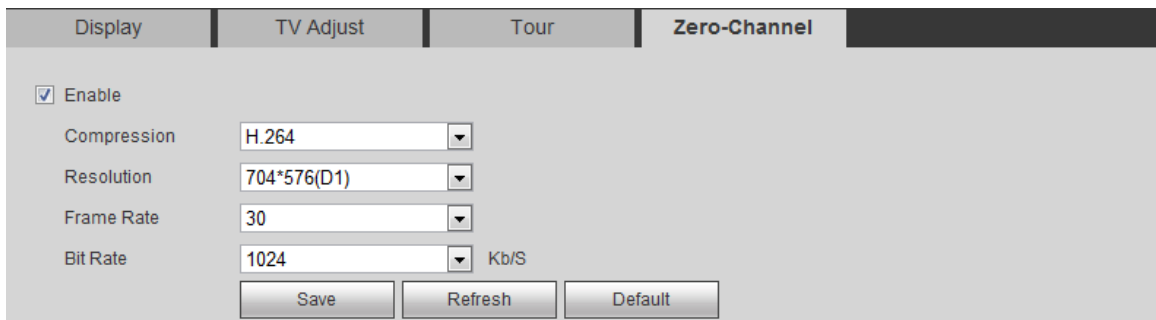 Display TV Adjust Tour Zero-Channel
Enable
Compression H.264
Resolution 704*576(D1)
Frame Rate 30
Bit Rate 1024 Kb/S
Save Refresh Default